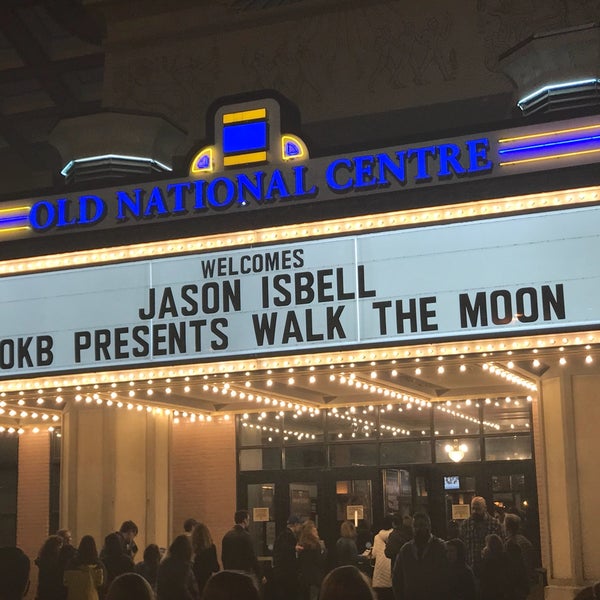 OLD NATIONAL CENTRE
WELCOMES
JASON ISBELL
OKB PRESENTS WALK THE MOON